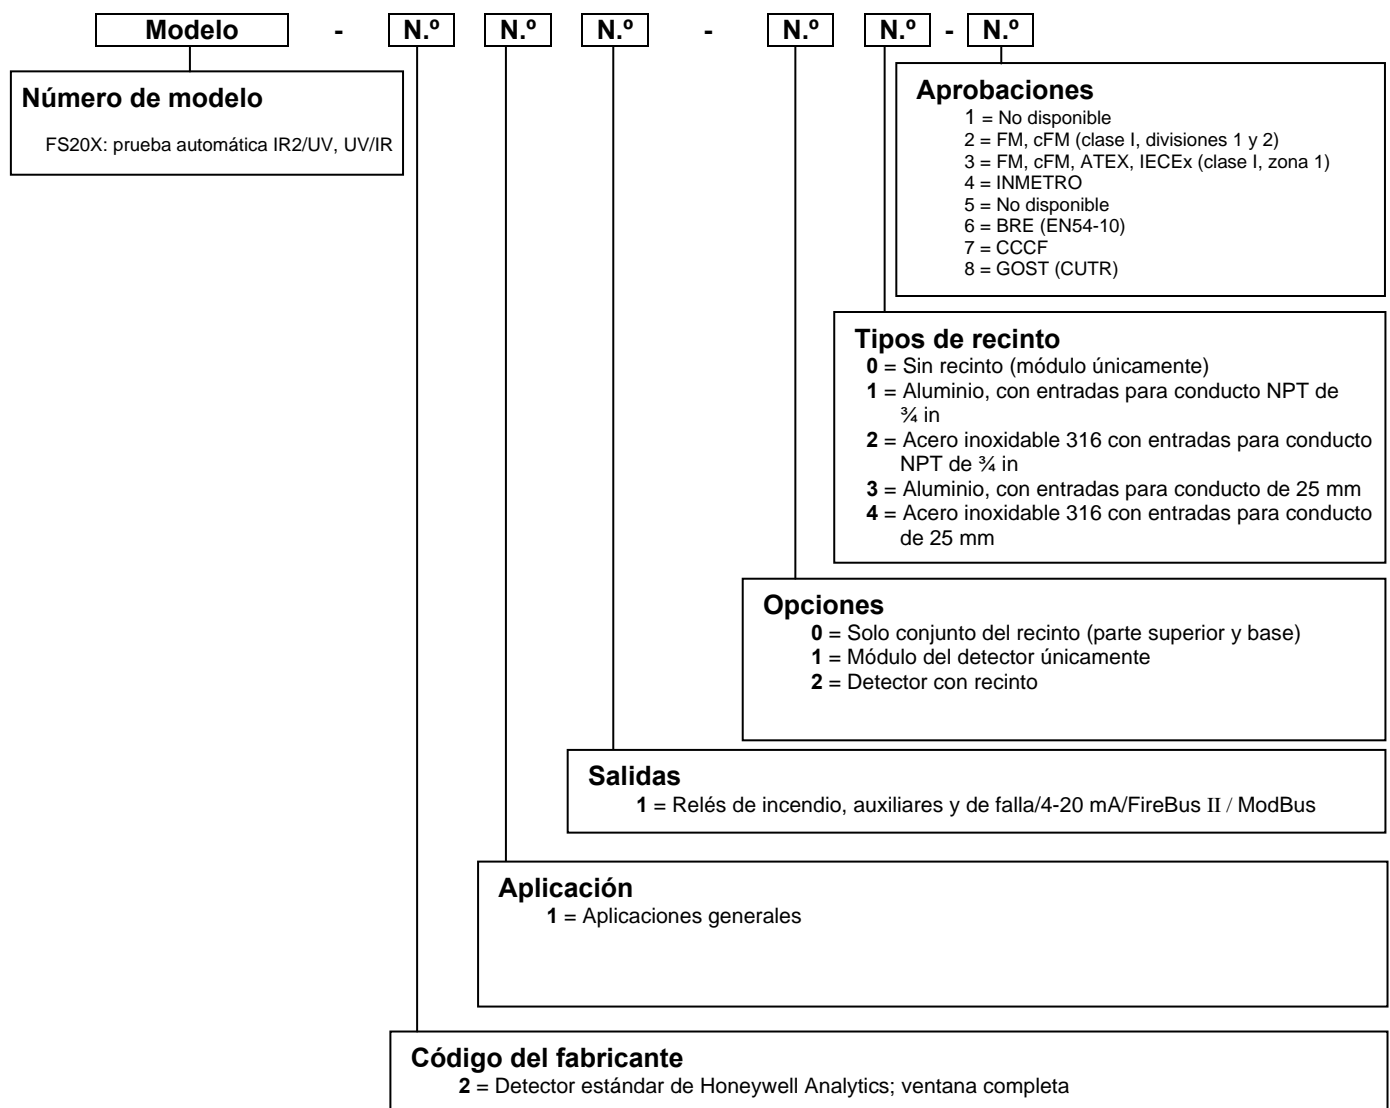 Modelo - N.º N.º N.º - N.º N.º - N.º
Número de modelo
FS20X: prueba automática IR2/UV, UV/IR
Aprobaciones
1 = No disponible
2 = FM, cFM (clase I, divisiones 1 y 2)
3 = FM, cFM, ATEX, IECEx (clase I, zona 1)
4 = INMETRO
5 = No disponible
6 = BRE (EN54-10)
7 = CCCF
8 = GOST (CUTR)
Tipos de recinto
0 = Sin recinto (módulo únicamente)
1 = Aluminio, con entradas para conducto NPT de
¾ in
2 = Acero inoxidable 316 con entradas para conducto
NPT de ¾ in
3 = Aluminio, con entradas para conducto de 25 mm
4 = Acero inoxidable 316 con entradas para conducto
de 25 mm
Opciones
0 = Solo conjunto del recinto (parte superior y base)
1 = Módulo del detector únicamente
2 = Detector con recinto
Salidas
1 = Relés de incendio, auxiliares y de falla/4-20 mA/FireBus II / ModBus
Aplicación
1 = Aplicaciones generales
Código del fabricante
2 = Detector estándar de Honeywell Analytics; ventana completa